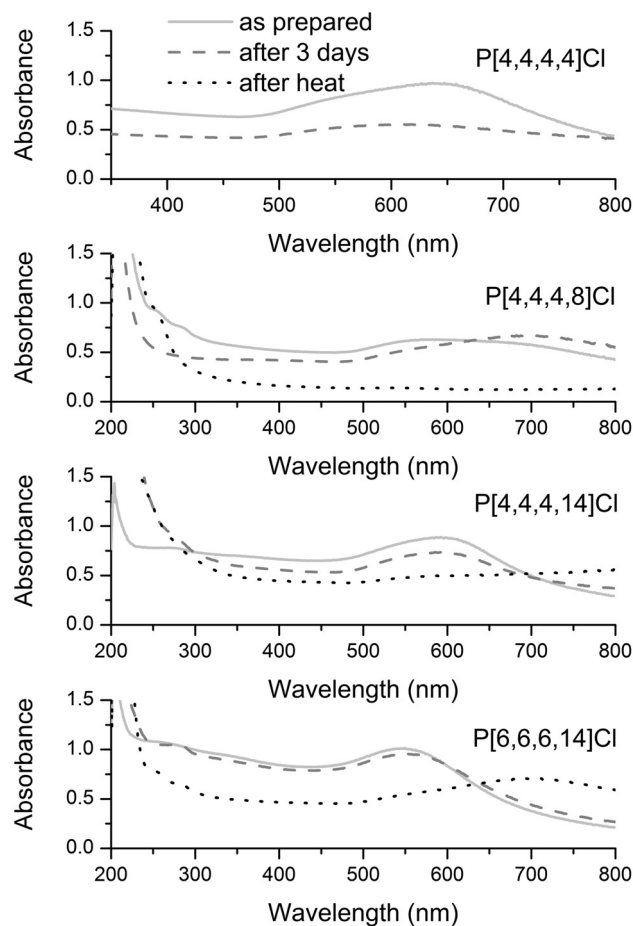 as prepared
after 3 days
after heat
P[4,4,4,4]Cl
Absorbance
1.5
1.0
0.5
0.0
400 500 600 700 800
Wavelength (nm)
P[4,4,4,8]Cl
Absorbance
1.5
1.0
0.5
0.0
200 300 400 500 600 700 800
Wavelength (nm)
P[4,4,4,14]Cl
Absorbance
1.5
1.0
0.5
0.0
200 300 400 500 600 700 800
Wavelength (nm)
P[6,6,6,14]Cl
Absorbance
1.5
1.0
0.5
0.0
200 300 400 500 600 700 800
Wavelength (nm)